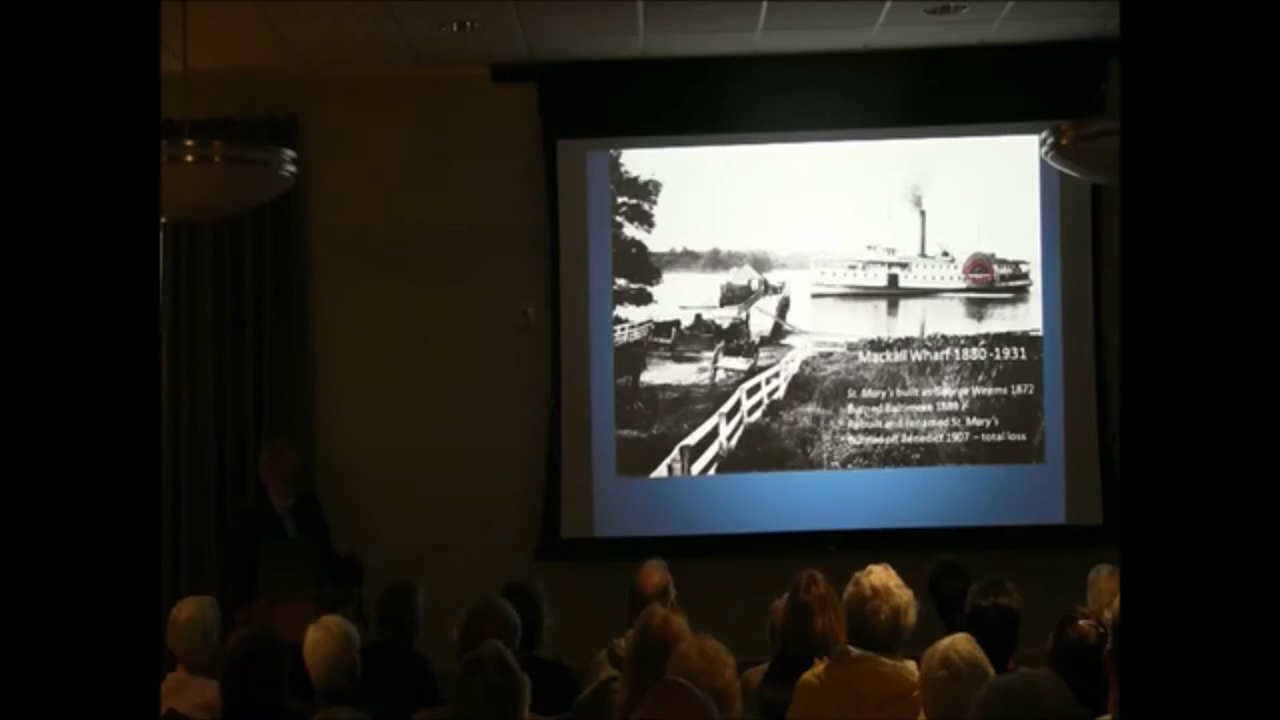 Mackall Wharf 1880 -1931
St. Mary's built as George Weems 1872
Burned Baltimore 1889
Rebuilt and renamed St. Mary's
Burned off Benedict 1907 – total loss